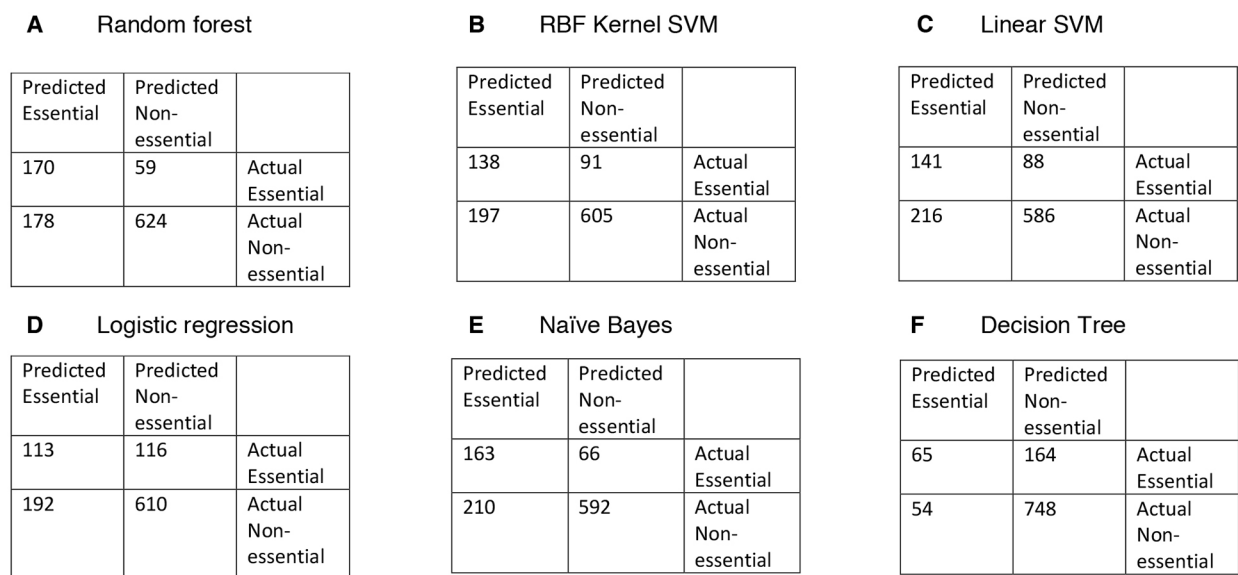 A Random forest
Predicted Essential | Predicted Non-essential |
170 | 59 | Actual Essential
178 | 624 | Actual Non-essential
B RBF Kernel SVM
Predicted Essential | Predicted Non-essential |
138 | 91 | Actual Essential
197 | 605 | Actual Non-essential
C Linear SVM
Predicted Essential | Predicted Non-essential |
141 | 88 | Actual Essential
216 | 586 | Actual Non-essential
D Logistic regression
Predicted Essential | Predicted Non-essential |
113 | 116 | Actual Essential
192 | 610 | Actual Non-essential
E Naïve Bayes
Predicted Essential | Predicted Non-essential |
163 | 66 | Actual Essential
210 | 592 | Actual Non-essential
F Decision Tree
Predicted Essential | Predicted Non-essential |
65 | 164 | Actual Essential
54 | 748 | Actual Non-essential